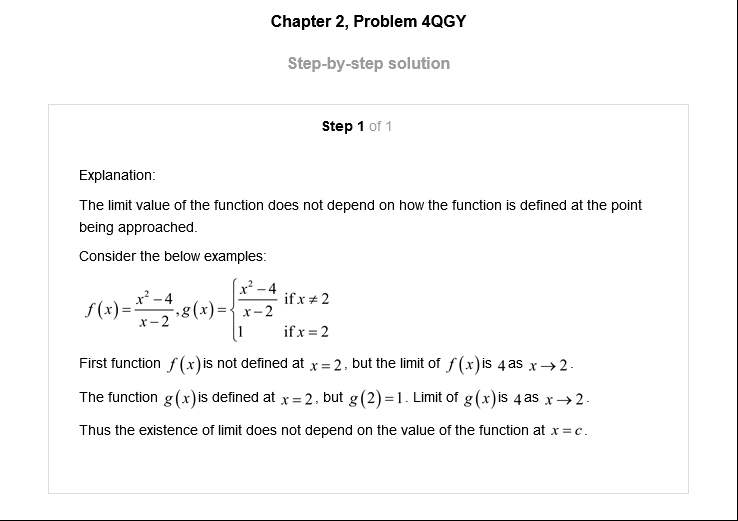 Chapter 2, Problem 4QGY
Step-by-step solution
Step 1 of 1
Explanation:
The limit value of the function does not depend on how the function is defined at the point
being approached.
Consider the below examples:
f(x)=\frac{x^2-4}{x-2}, g(x)=\begin{cases}\frac{x^2-4}{x-2} & \text{if } x \neq 2\\1 & \text{if } x = 2\end{cases}
First function f(x) is not defined at x = 2, but the limit of f(x) is 4 as x → 2.
The function g(x) is defined at x = 2, but g(2) = 1. Limit of g(x) is 4 as x → 2.
Thus the existence of limit does not depend on the value of the function at x = c.